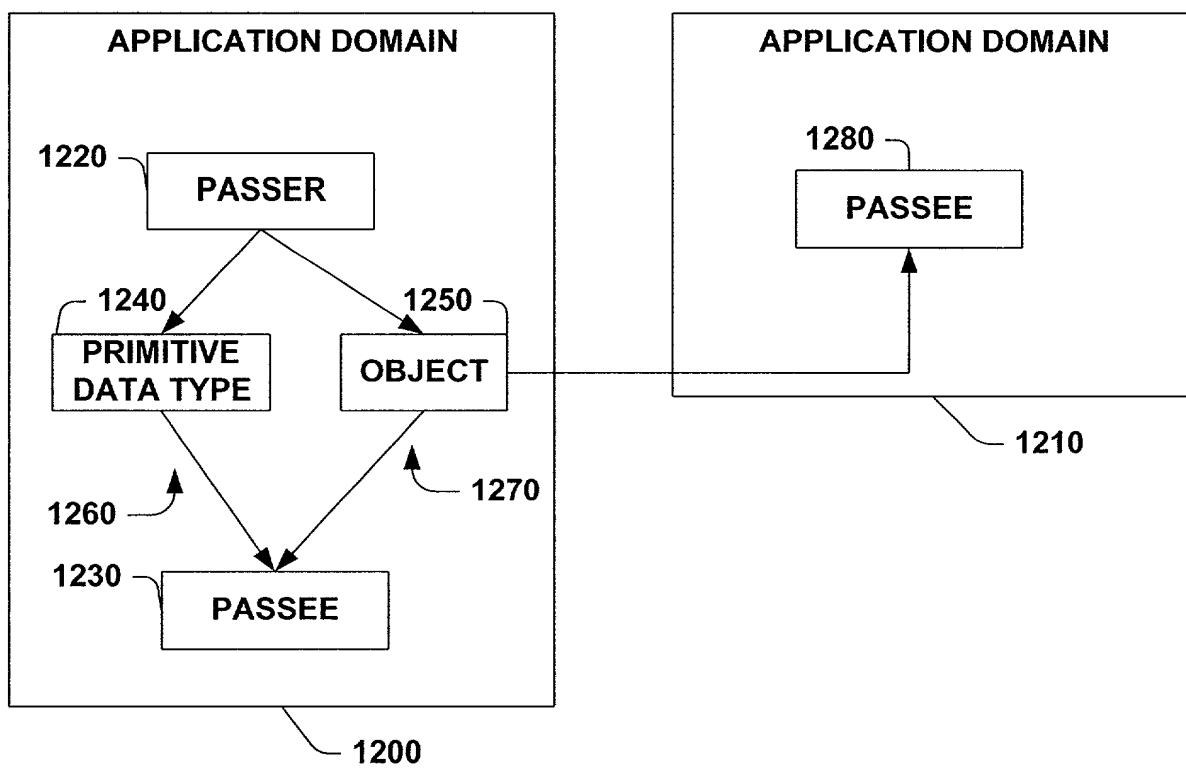 APPLICATION DOMAIN
APPLICATION DOMAIN
1220
PASSER
1280
PASSEE
1240
PRIMITIVE
DATA TYPE
1250
OBJECT
1210
1260
1270
1230
PASSEE
1200